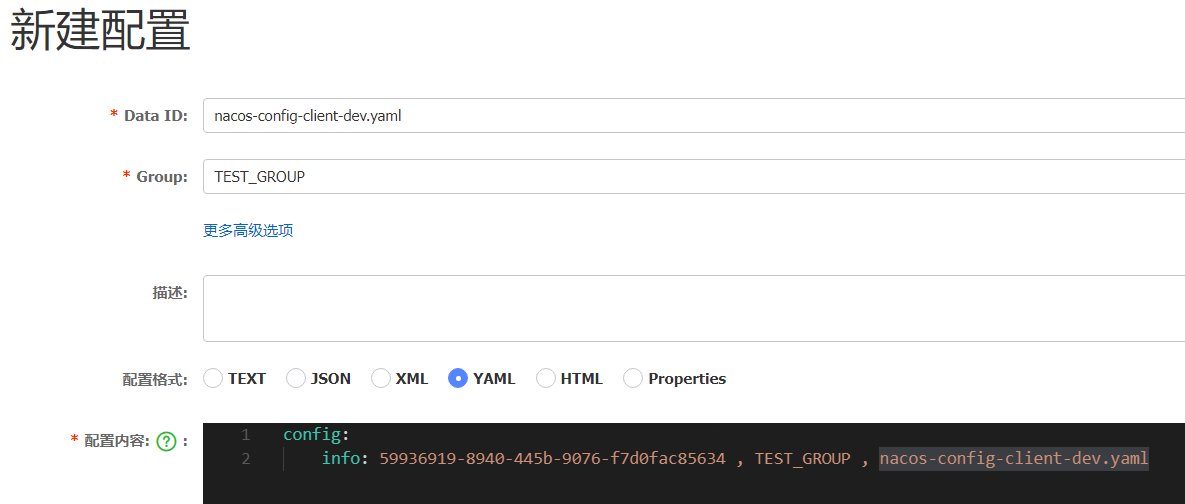 新建配置
* Data ID: nacos-config-client-dev.yaml
* Group: TEST_GROUP
更多高级选项
描述:
配置格式: TEXT JSON XML YAML HTML Properties
* 配置内容: ? :
1 config:
2 info: 59936919-8940-445b-9076-f7d0fac85634 , TEST_GROUP , nacos-config-client-dev.yaml